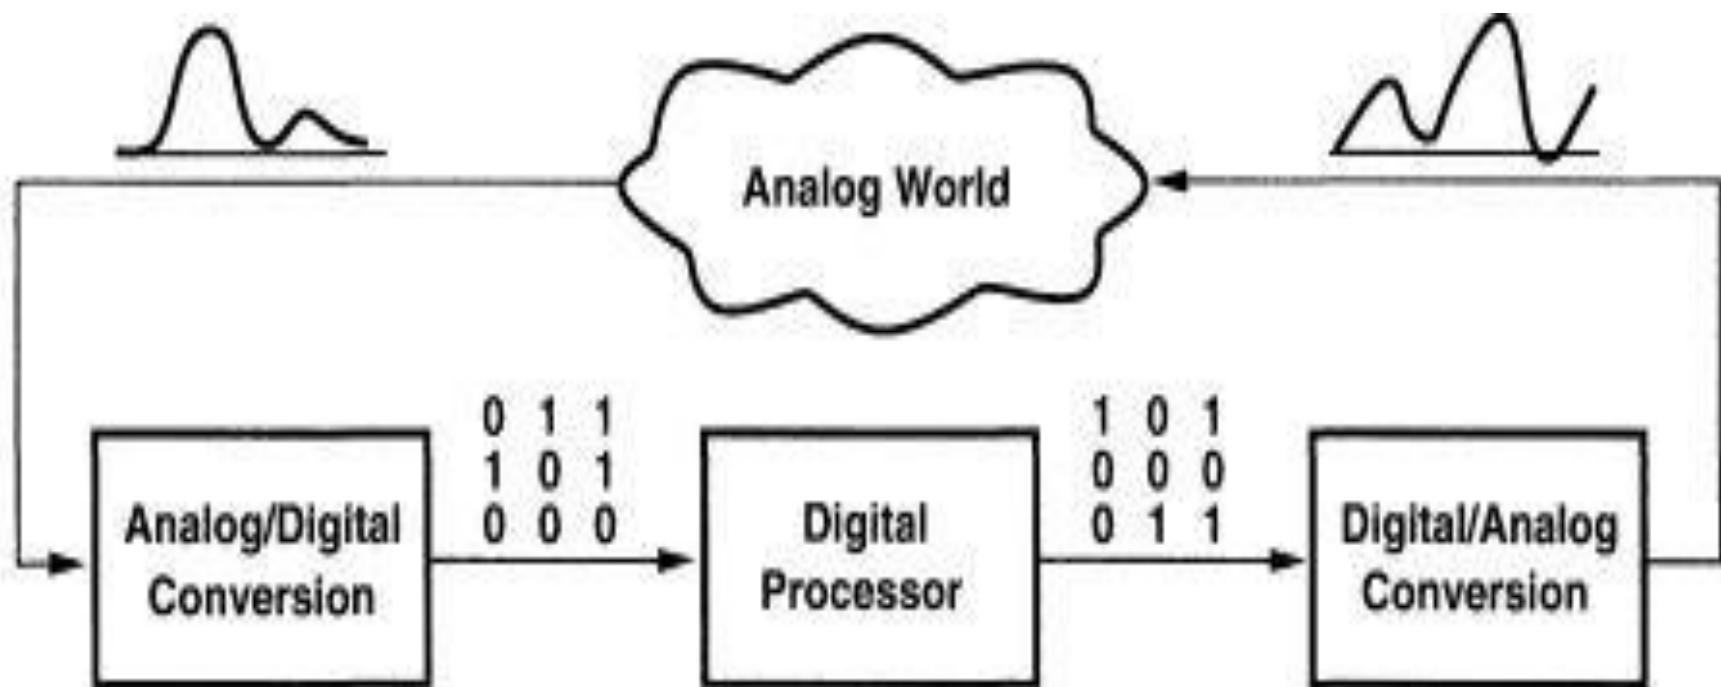 Analog World
0 1 1
1 0 1
0 0 0
1 0 1
0 0 0
0 1 1
Analog/Digital
Conversion
Digital
Processor
Digital/Analog
Conversion